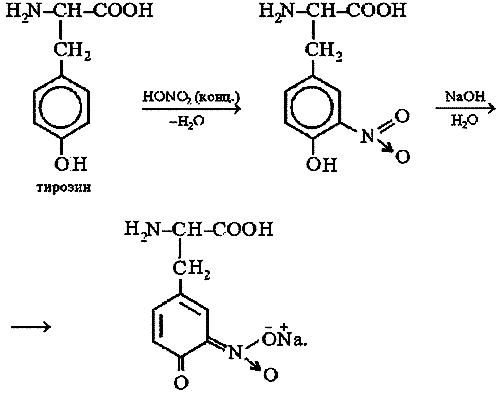 H₂N–CH–COOH
CH₂
OH
тирозин
HONO₂ (конц.)
–H₂O
H₂N–CH–COOH
CH₂
N
O
O
OH
NaOH
H₂O
H₂N–CH–COOH
CH₂
N
O⁻Na⁺.
O
O